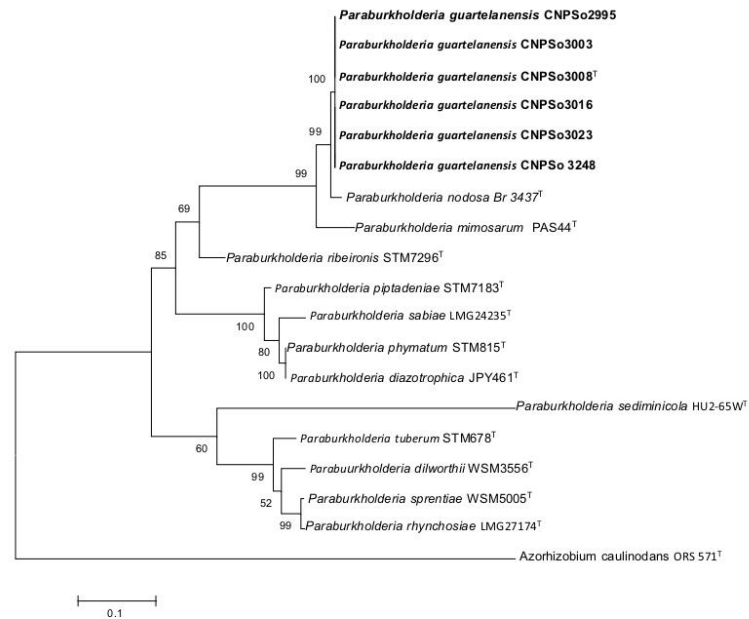 Paraburkholderia guartelanensis CNPSo2995
Paraburkholderia guartelanensis CNPSo3003
100
Paraburkholderia guartelanensis CNPSo3008T
Paraburkholderia guartelanensis CNPSo3016
99
Paraburkholderia guartelanensis CNPSo3023
Paraburkholderia guartelanensis CNPSo 3248
99
Paraburkholderia nodosa Br 3437T
69
Paraburkholderia mimosarum PAS44T
85
Paraburkholderia ribeironis STM7296T
Paraburkholderia piptadeniae STM7183T
100
Paraburkholderia sabiae LMG24235T
80
Paraburkholderia phymatum STM815T
100
Paraburkholderia diazotrophica JPY461T
Paraburkholderia sediminicola HU2-65WT
60
Paraburkholderia tuberum STM678T
99
Parabuurkholderia dilworthii WSM3556T
52
Paraburkholderia sprentiae WSM5005T
99
Paraburkholderia rhynchosiae LMG27174T
Azorhizobium caulinodans ORS 571T
0.1